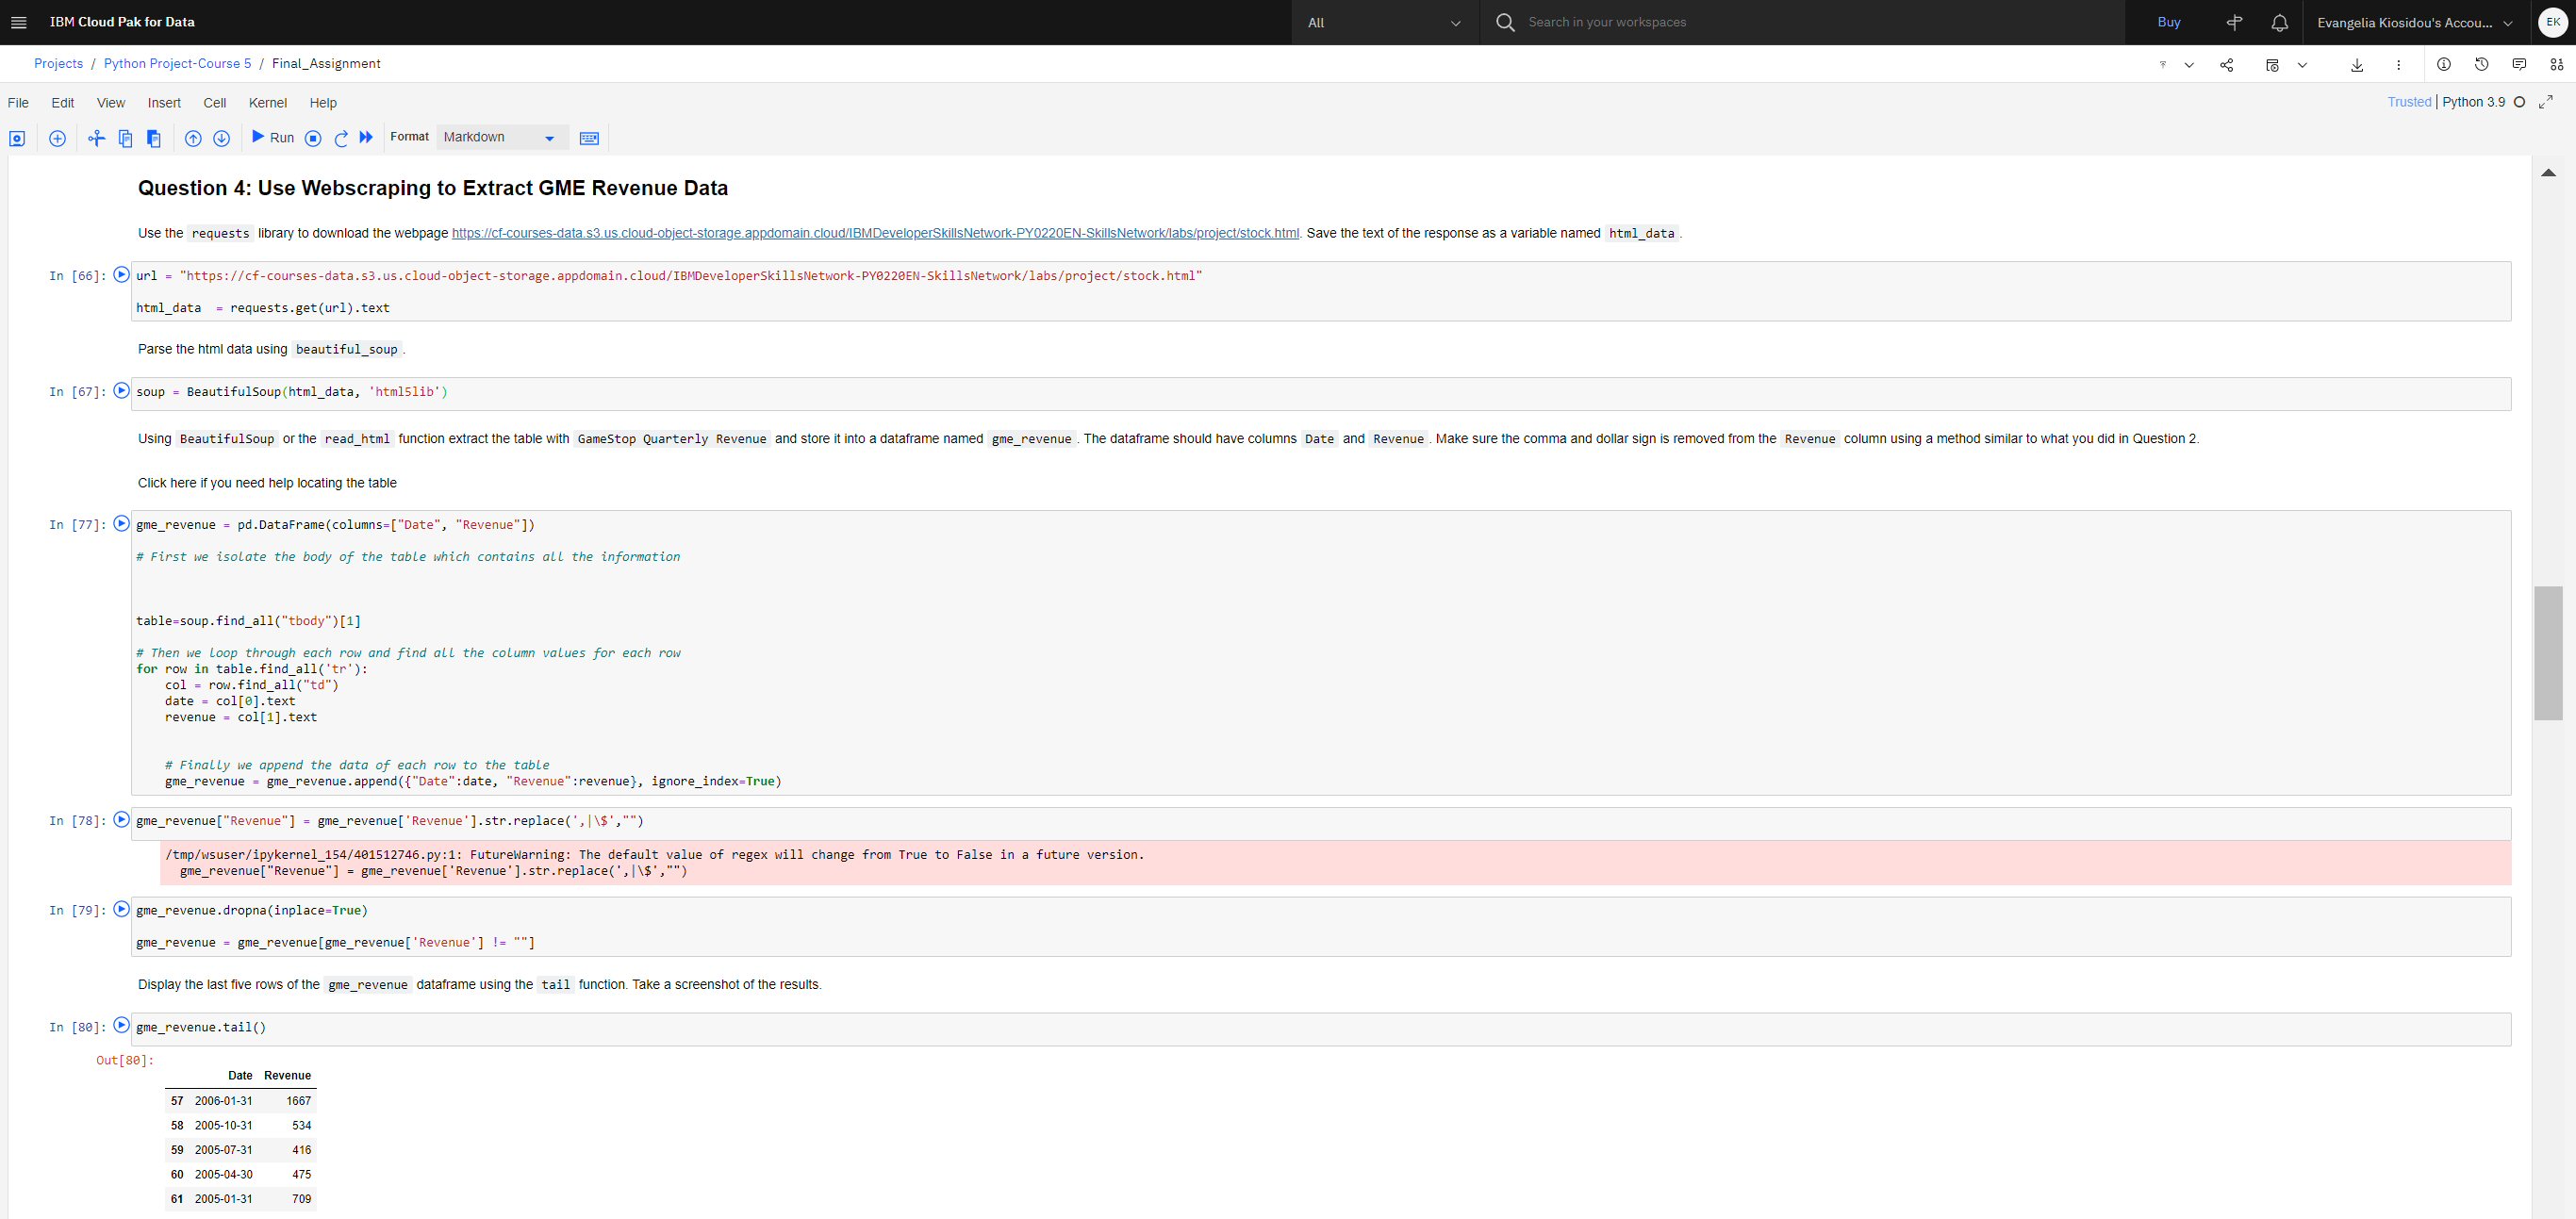 IBM Cloud Pak for Data
All
Search in your workspaces
Buy
Evangelia Kiosidou's Accou...
EK
Projects / Python Project-Course 5 / Final_Assignment
File Edit View Insert Cell Kernel Help
Trusted | Python 3.9
Run
Format
Markdown
Question 4: Use Webscraping to Extract GME Revenue Data
Use the requests library to download the webpage https://cf-courses-data.s3.us.cloud-object-storage.appdomain.cloud/IBMDeveloperSkillsNetwork-PY0220EN-SkillsNetwork/labs/project/stock.html. Save the text of the response as a variable named html_data .
In [66]: url = "https://cf-courses-data.s3.us.cloud-object-storage.appdomain.cloud/IBMDeveloperSkillsNetwork-PY0220EN-SkillsNetwork/labs/project/stock.html"
html_data  = requests.get(url).text
Parse the html data using beautiful_soup .
In [67]: soup = BeautifulSoup(html_data, 'html5lib')
Using BeautifulSoup or the read_html function extract the table with GameStop Quarterly Revenue and store it into a dataframe named gme_revenue . The dataframe should have columns Date and Revenue . Make sure the comma and dollar sign is removed from the Revenue column using a method similar to what you did in Question 2.
Click here if you need help locating the table
In [77]: gme_revenue = pd.DataFrame(columns=["Date", "Revenue"])
# First we isolate the body of the table which contains all the information
table=soup.find_all("tbody")[1]
# Then we loop through each row and find all the column values for each row
for row in table.find_all('tr'):
    col = row.find_all("td")
    date = col[0].text
    revenue = col[1].text
    # Finally we append the data of each row to the table
    gme_revenue = gme_revenue.append({"Date":date, "Revenue":revenue}, ignore_index=True)
In [78]: gme_revenue["Revenue"] = gme_revenue['Revenue'].str.replace(',|\$',"")
/tmp/wsuser/ipykernel_154/401512746.py:1: FutureWarning: The default value of regex will change from True to False in a future version.
  gme_revenue["Revenue"] = gme_revenue['Revenue'].str.replace(',|\$',"")
In [79]: gme_revenue.dropna(inplace=True)
gme_revenue = gme_revenue[gme_revenue['Revenue'] != ""]
Display the last five rows of the gme_revenue dataframe using the tail function. Take a screenshot of the results.
In [80]: gme_revenue.tail()
Out[80]:
Date Revenue
57 2006-01-31 1667
58 2005-10-31 534
59 2005-07-31 416
60 2005-04-30 475
61 2005-01-31 709